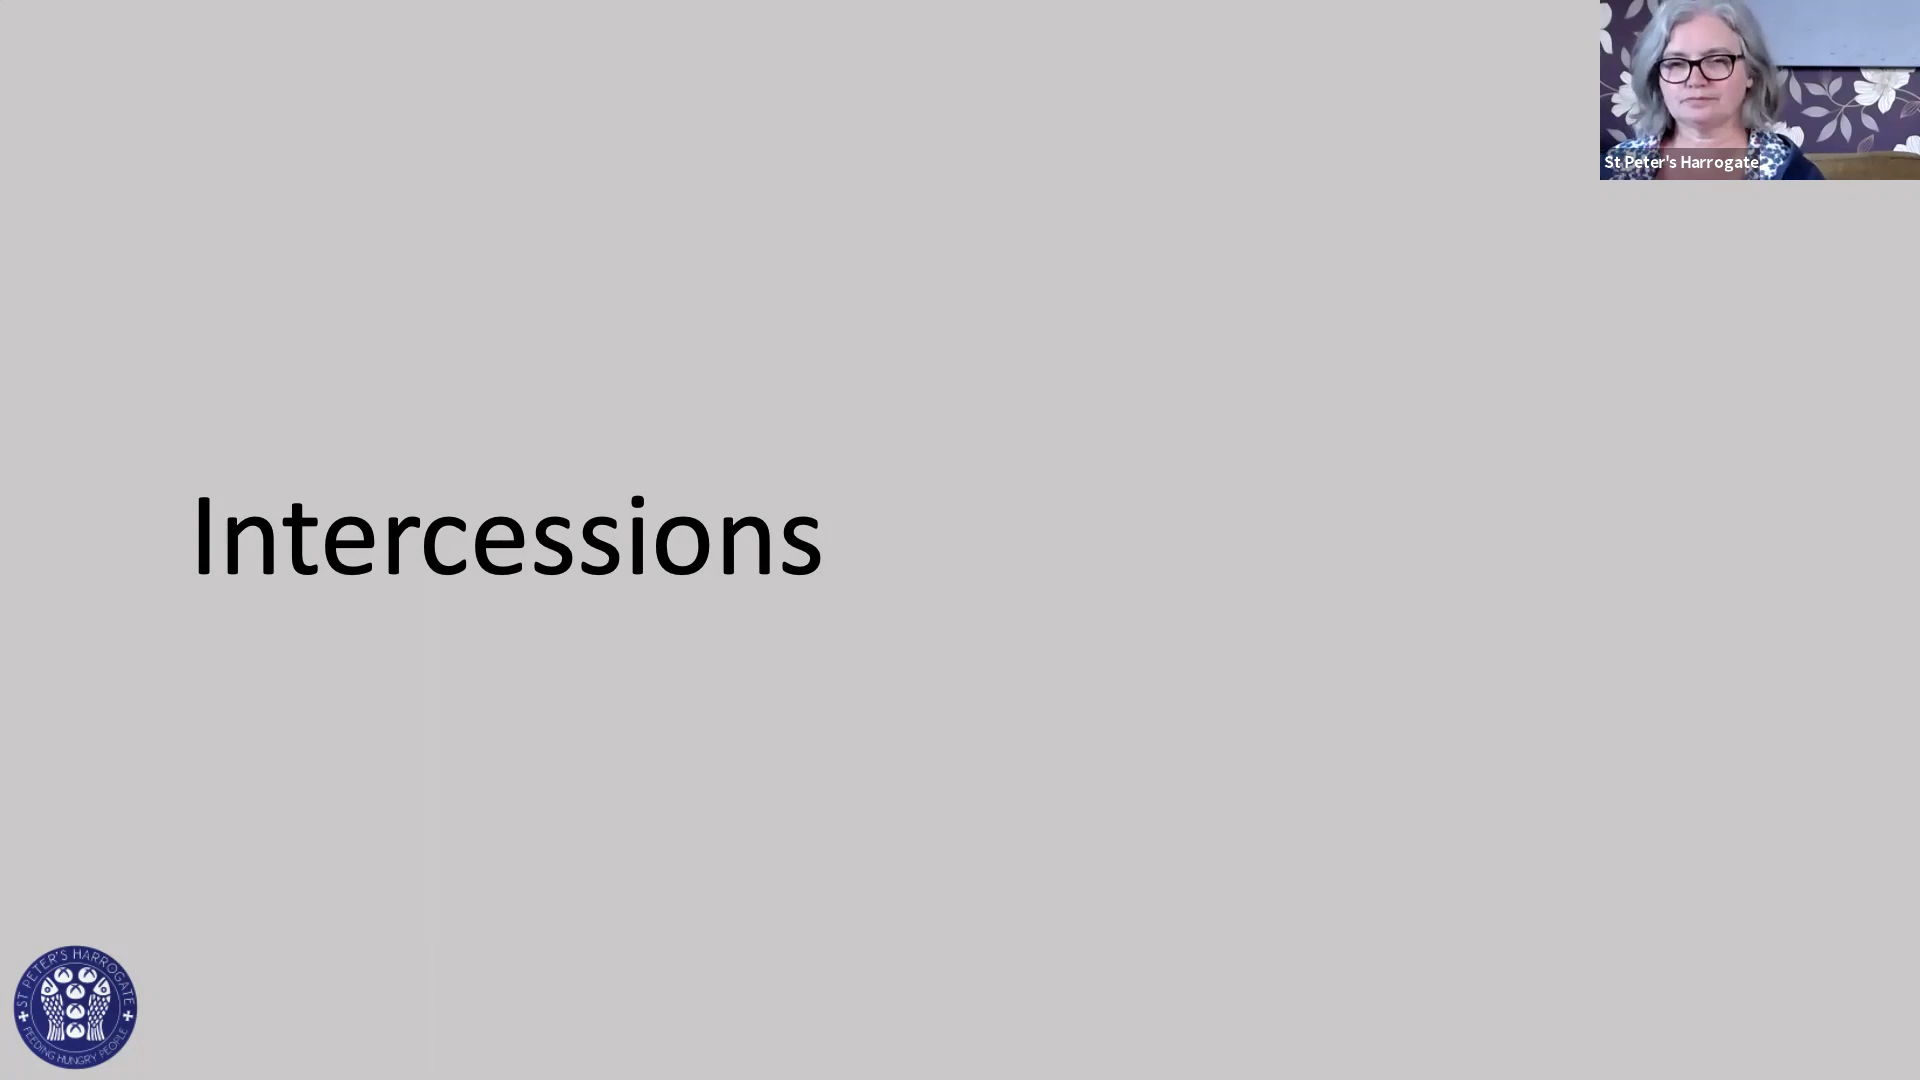 St Peter's Harrogate
Intercessions
ST PETER'S HARROGATE
FEEDING HUNGRY PEOPLE